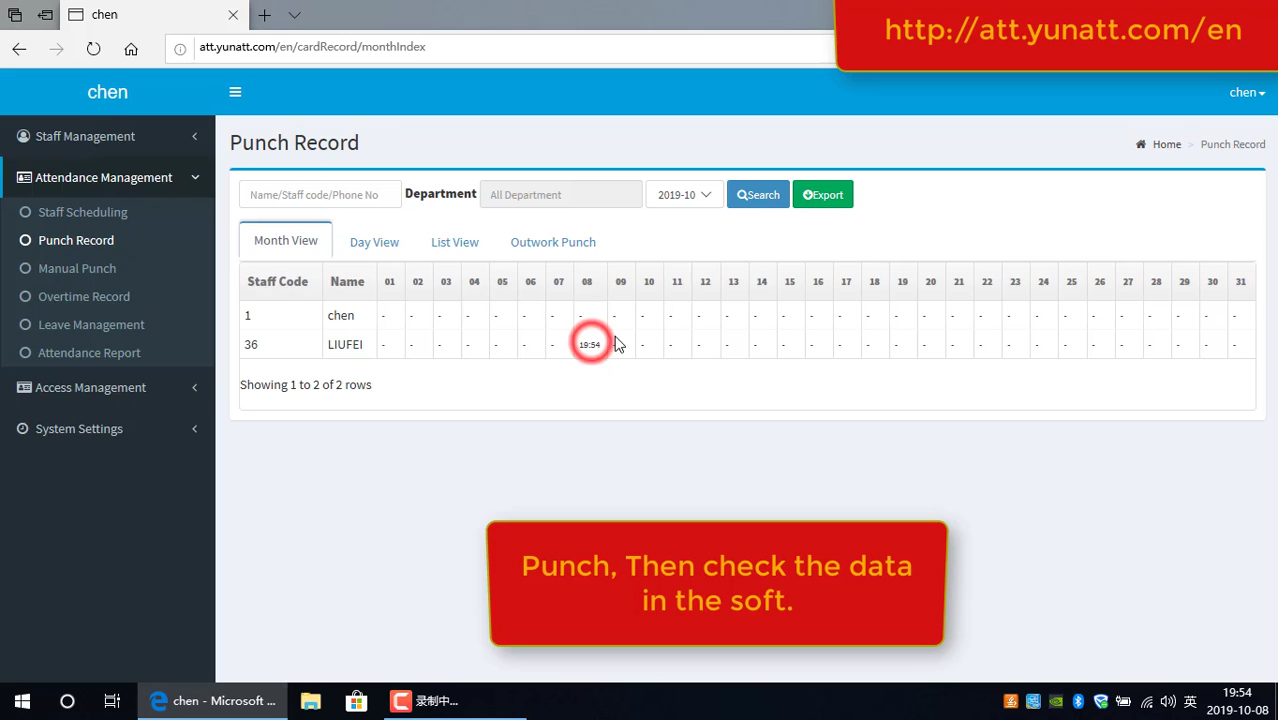 chen
http://att.yunatt.com/en
att.yunatt.com/en/cardRecord/monthIndex
chen
chen
Staff Management
Attendance Management
Staff Scheduling
Punch Record
Manual Punch
Overtime Record
Leave Management
Attendance Report
Access Management
System Settings
Punch Record
Home > Punch Record
Name/Staff code/Phone No Department All Department 2019-10 Search Export
Month View Day View List View Outwork Punch
Staff Code Name 01 02 03 04 05 06 07 08 09 10 11 12 13 14 15 16 17 18 19 20 21 22 23 24 25 26 27 28 29 30 31
1 chen - - - - - - - - - - - - - - - - - - - - - - - - - - - - - - -
36 LIUFEI - - - - - - - 19:54 - - - - - - - - - - - - - - - - - - - - - -
Showing 1 to 2 of 2 rows
Punch, Then check the data
in the soft.
chen - Microsoft ...
录制中...
英
19:54
2019-10-08